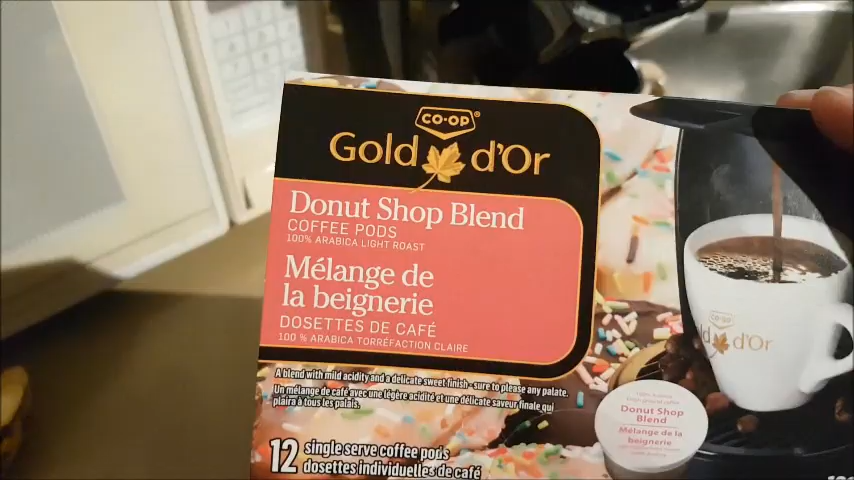 CO-OP®
Gold d'Or
Donut Shop Blend
COFFEE PODS
100% ARABICA LIGHT ROAST
Mélange de
la beignerie
DOSETTES DE CAFÉ
100 % ARABICA TORRÉFACTION CLAIRE
A blend with mild acidity and a delicate sweet finish - sure to please any palate.
Un mélange de café avec une légère acidité et une délicate saveur finale qui
plaira à tous les palais.
12 single serve coffee pods
dosettes individuelles de café
CO-OP
d'Or
Donut Shop
Blend
Mélange de la
beignerie